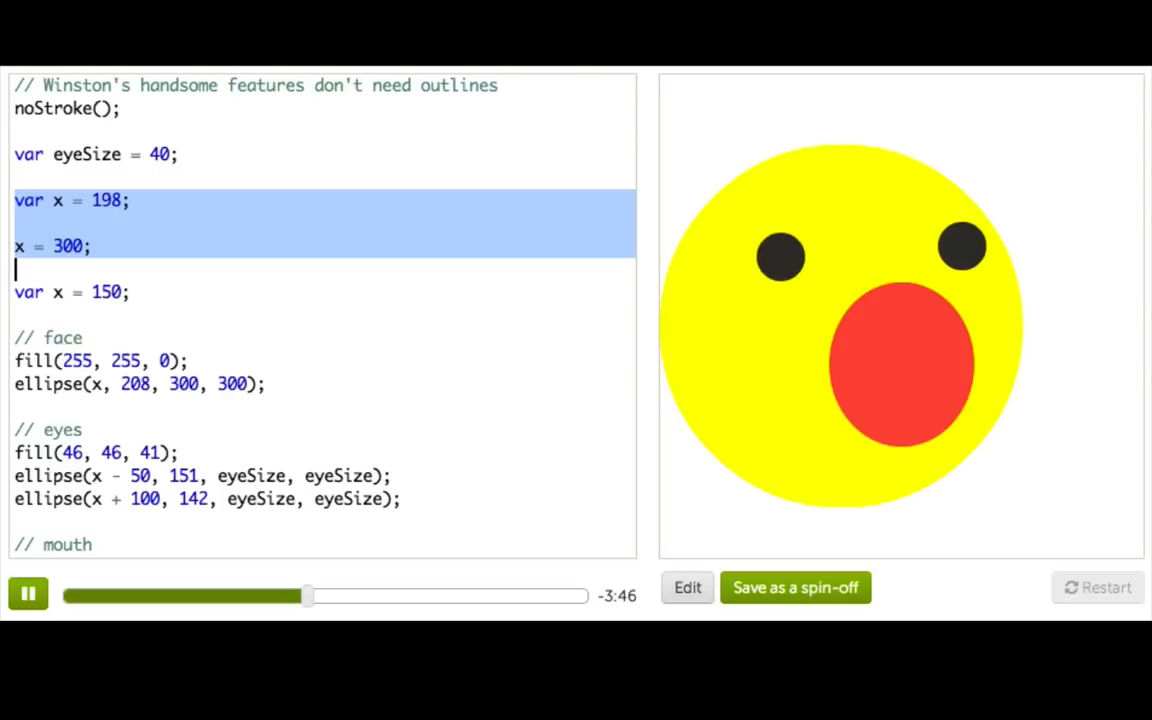 // Winston's handsome features don't need outlines
noStroke();
var eyeSize = 40;
var x = 198;
x = 300;
var x = 150;
// face
fill(255, 255, 0);
ellipse(x, 208, 300, 300);
// eyes
fill(46, 46, 41);
ellipse(x - 50, 151, eyeSize, eyeSize);
ellipse(x + 100, 142, eyeSize, eyeSize);
// mouth
-3:46
Edit
Save as a spin-off
Restart